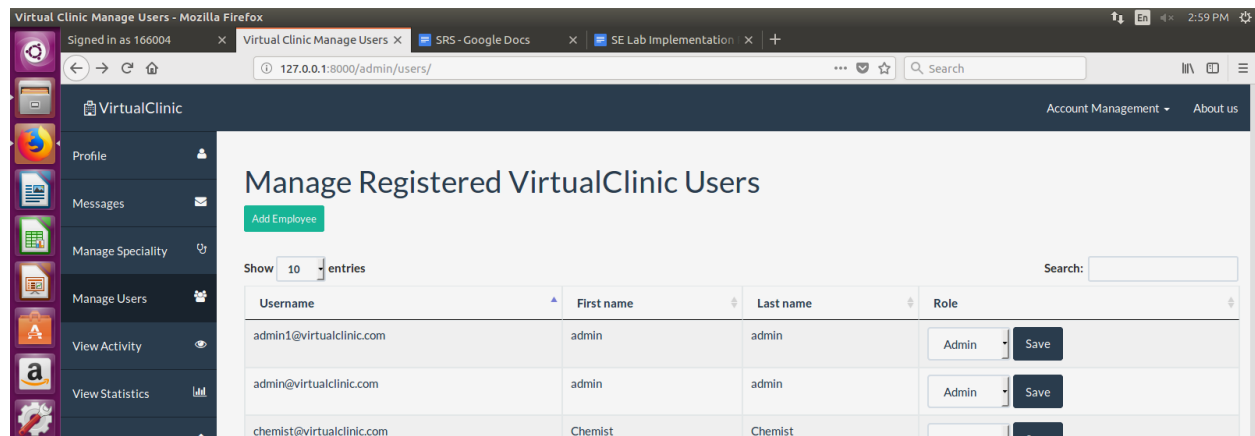 Virtual Clinic Manage Users - Mozilla Firefox
En
2:59 PM
Signed in as 166004
Virtual Clinic Manage Users
SRS - Google Docs
SE Lab Implementation
127.0.0.1:8000/admin/users/
Search
VirtualClinic
Account Management
About us
Profile
Messages
Manage Speciality
Manage Users
View Activity
View Statistics
Manage Registered VirtualClinic Users
Add Employee
Show 10 entries
Search:
Username First name Last name Role
admin1@virtualclinic.com admin admin Admin Save
admin@virtualclinic.com admin admin Admin Save
chemist@virtualclinic.com Chemist Chemist